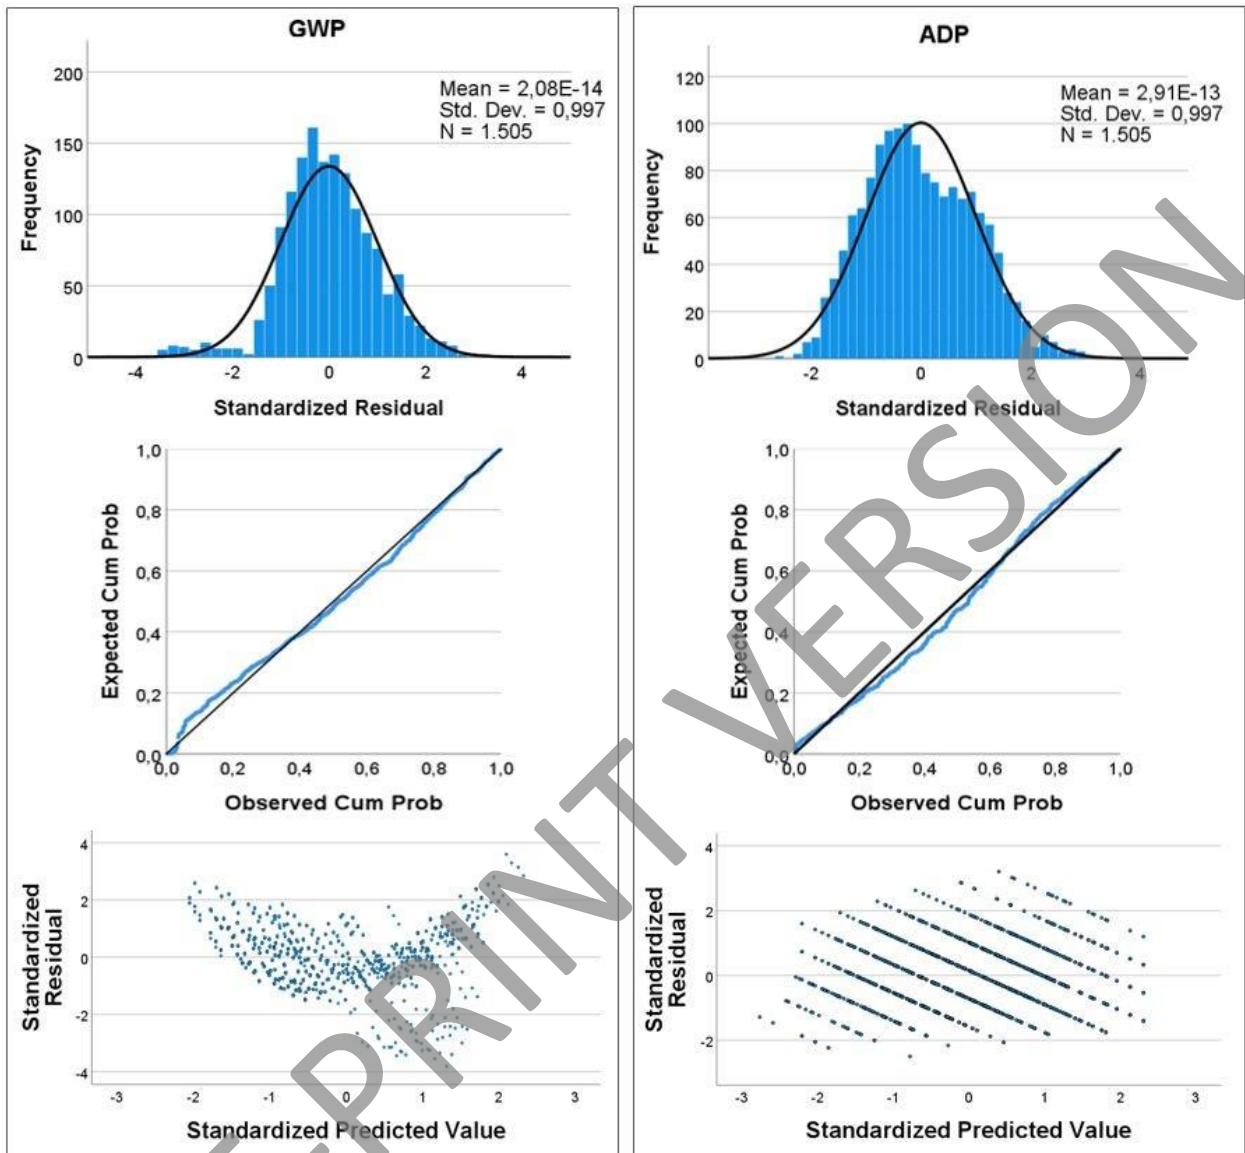 GWP
Mean = 2,08E-14
Std. Dev. = 0,997
N = 1.505
200
150
100
50
0
Frequency
-4 -2 0 2 4
Standardized Residual
1,0
0,8
0,6
0,4
0,2
0,0
Expected Cum Prob
0,0 0,2 0,4 0,6 0,8 1,0
Observed Cum Prob
4
2
0
-2
-4
Standardized
Residual
-3 -2 -1 0 1 2 3
Standardized Predicted Value
ADP
Mean = 2,91E-13
Std. Dev. = 0,997
N = 1.505
120
100
80
60
40
20
0
Frequency
-2 0 2 4
Standardized Residual
1,0
0,8
0,6
0,4
0,2
0,0
Expected Cum Prob
0,0 0,2 0,4 0,6 0,8 1,0
Observed Cum Prob
4
2
0
-2
Standardized
Residual
-3 -2 -1 0 1 2 3
Standardized Predicted Value
PRINT VERSION